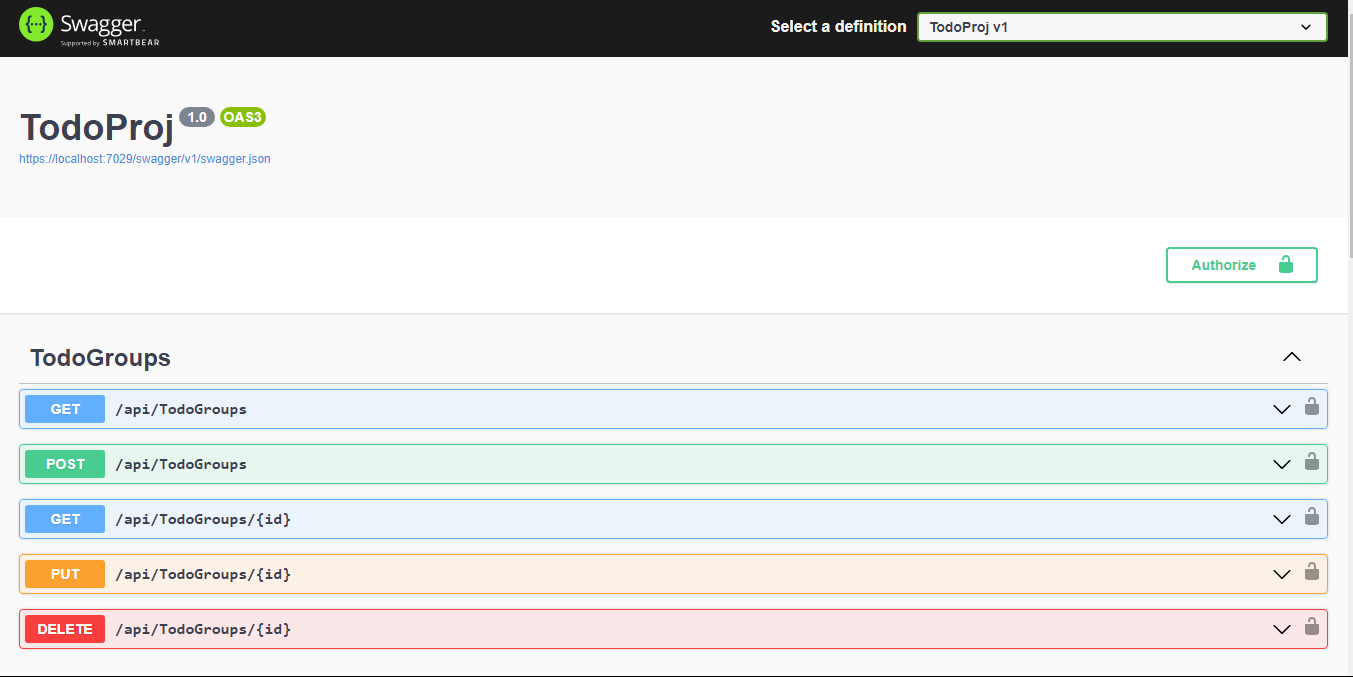 Swagger.
Supported by SMARTBEAR
Select a definition
TodoProj v1
TodoProj 1.0 OAS3
https://localhost:7029/swagger/v1/swagger.json
Authorize
TodoGroups
GET /api/TodoGroups
POST /api/TodoGroups
GET /api/TodoGroups/{id}
PUT /api/TodoGroups/{id}
DELETE /api/TodoGroups/{id}